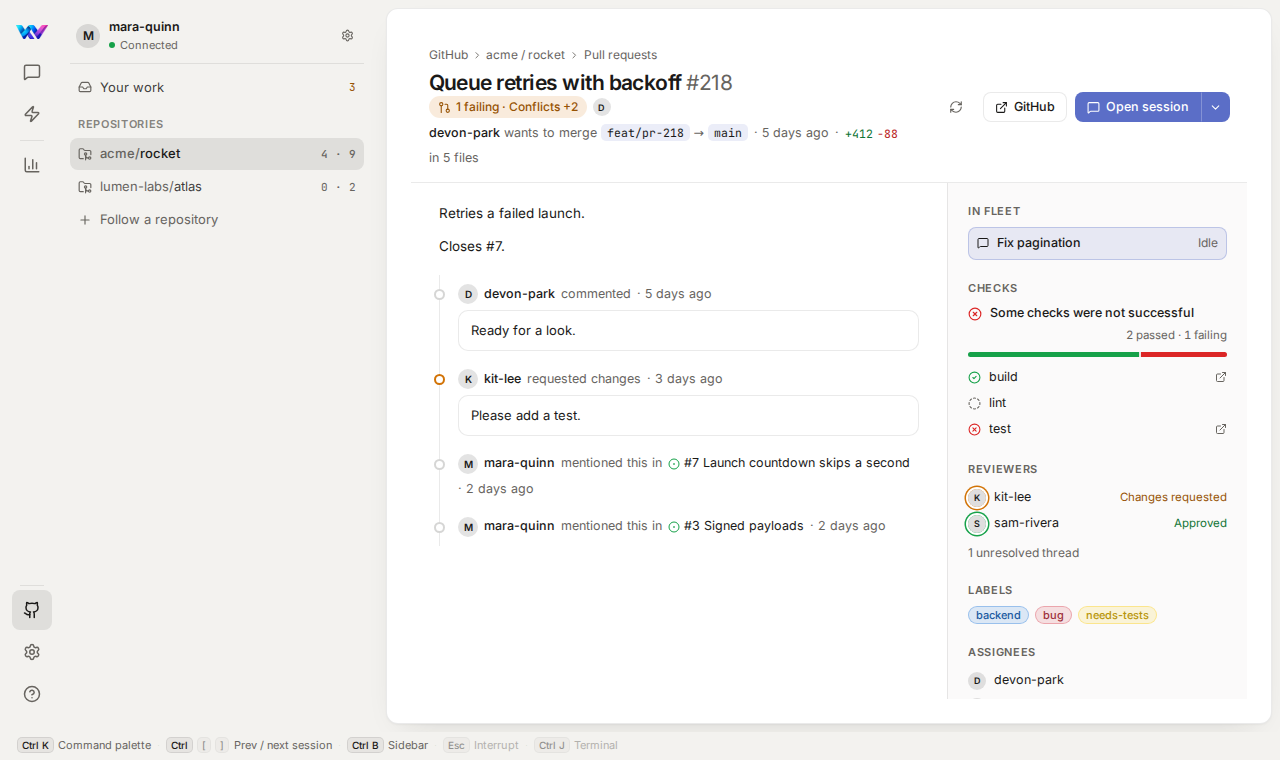 M
mara-quinn
Connected
Your work 3
REPOSITORIES
acme/rocket 4 · 9
lumen-labs/atlas 0 · 2
Follow a repository
GitHub > acme / rocket > Pull requests
Queue retries with backoff #218
1 failing · Conflicts +2 D
devon-park wants to merge feat/pr-218 → main · 5 days ago · +412 -88
in 5 files
GitHub
Open session
Retries a failed launch.
Closes #7.
D devon-park commented · 5 days ago
Ready for a look.
K kit-lee requested changes · 3 days ago
Please add a test.
M mara-quinn mentioned this in #7 Launch countdown skips a second
· 2 days ago
M mara-quinn mentioned this in #3 Signed payloads · 2 days ago
IN FLEET
Fix pagination Idle
CHECKS
Some checks were not successful
2 passed · 1 failing
build
lint
test
REVIEWERS
K kit-lee Changes requested
S sam-rivera Approved
1 unresolved thread
LABELS
backend bug needs-tests
ASSIGNEES
D devon-park
Ctrl K Command palette Ctrl [ ] Prev / next session Ctrl B Sidebar Esc Interrupt Ctrl J Terminal